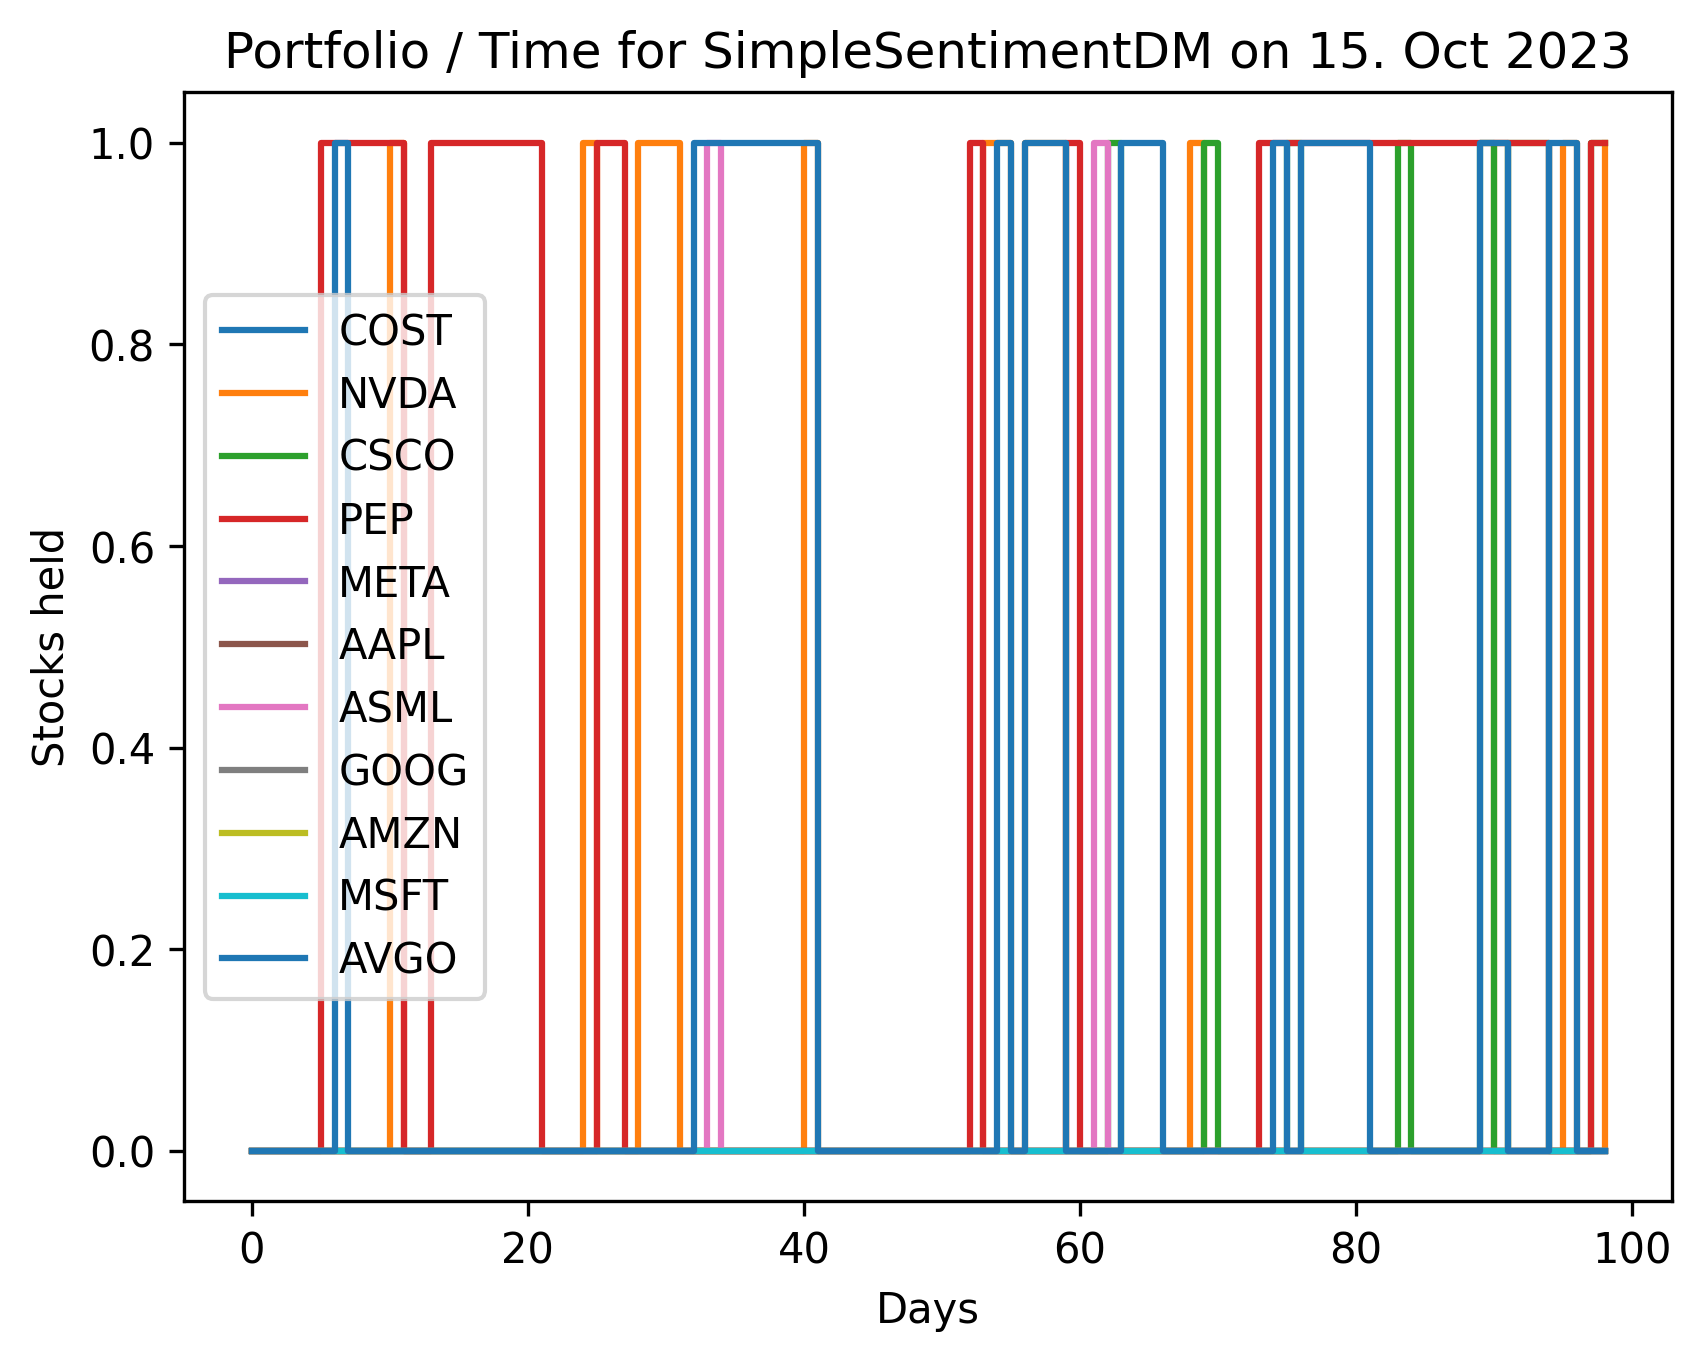 Portfolio / Time for SimpleSentimentDM on 15. Oct 2023
1.0
0.8
0.6
0.4
0.2
0.0
Stocks held
COST
NVDA
CSCO
PEP
META
AAPL
ASML
GOOG
AMZN
MSFT
AVGO
0 20 40 60 80 100
Days